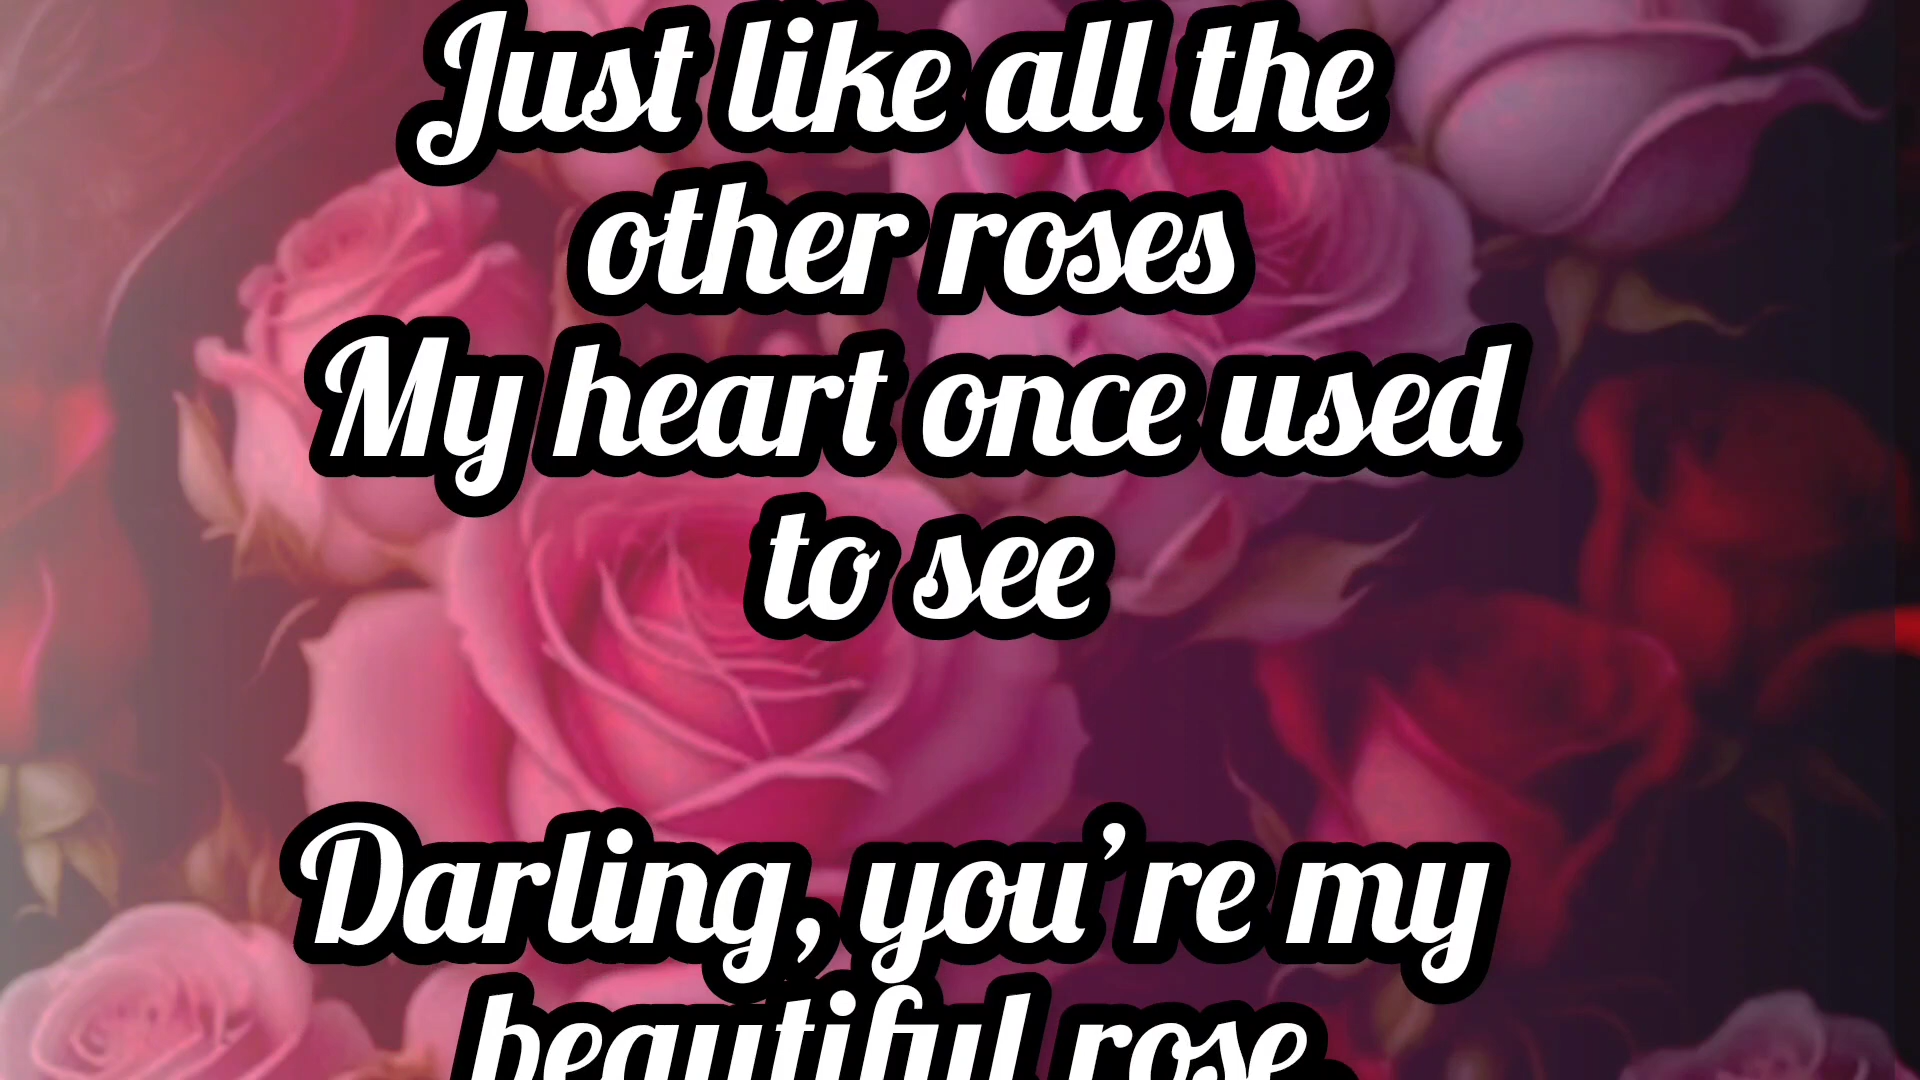 Just like all the
other roses
My heart once used
to see
Darling, you’re my
beautiful rose